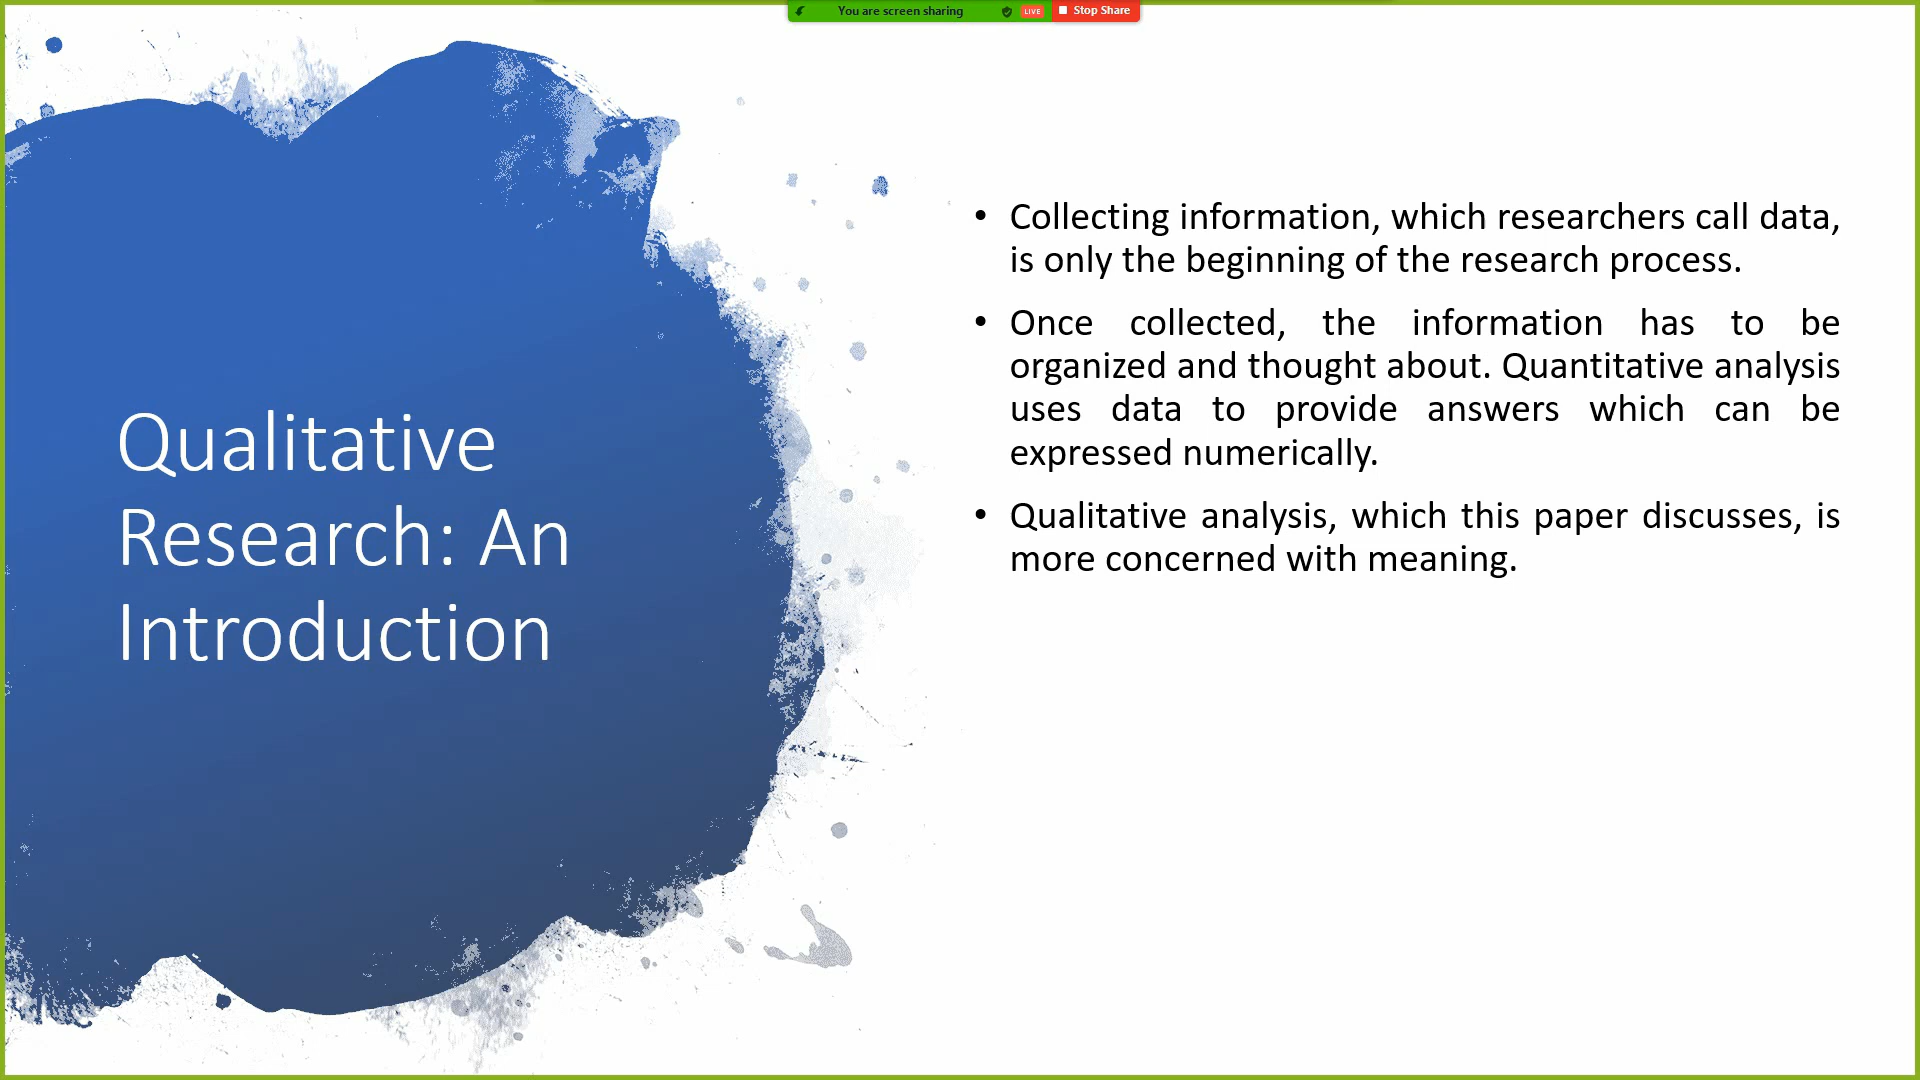 You are screen sharing
LIVE
Stop Share
Qualitative
Research: An
Introduction
• Collecting information, which researchers call data,
is only the beginning of the research process.
• Once collected, the information has to be
organized and thought about. Quantitative analysis
uses data to provide answers which can be
expressed numerically.
• Qualitative analysis, which this paper discusses, is
more concerned with meaning.